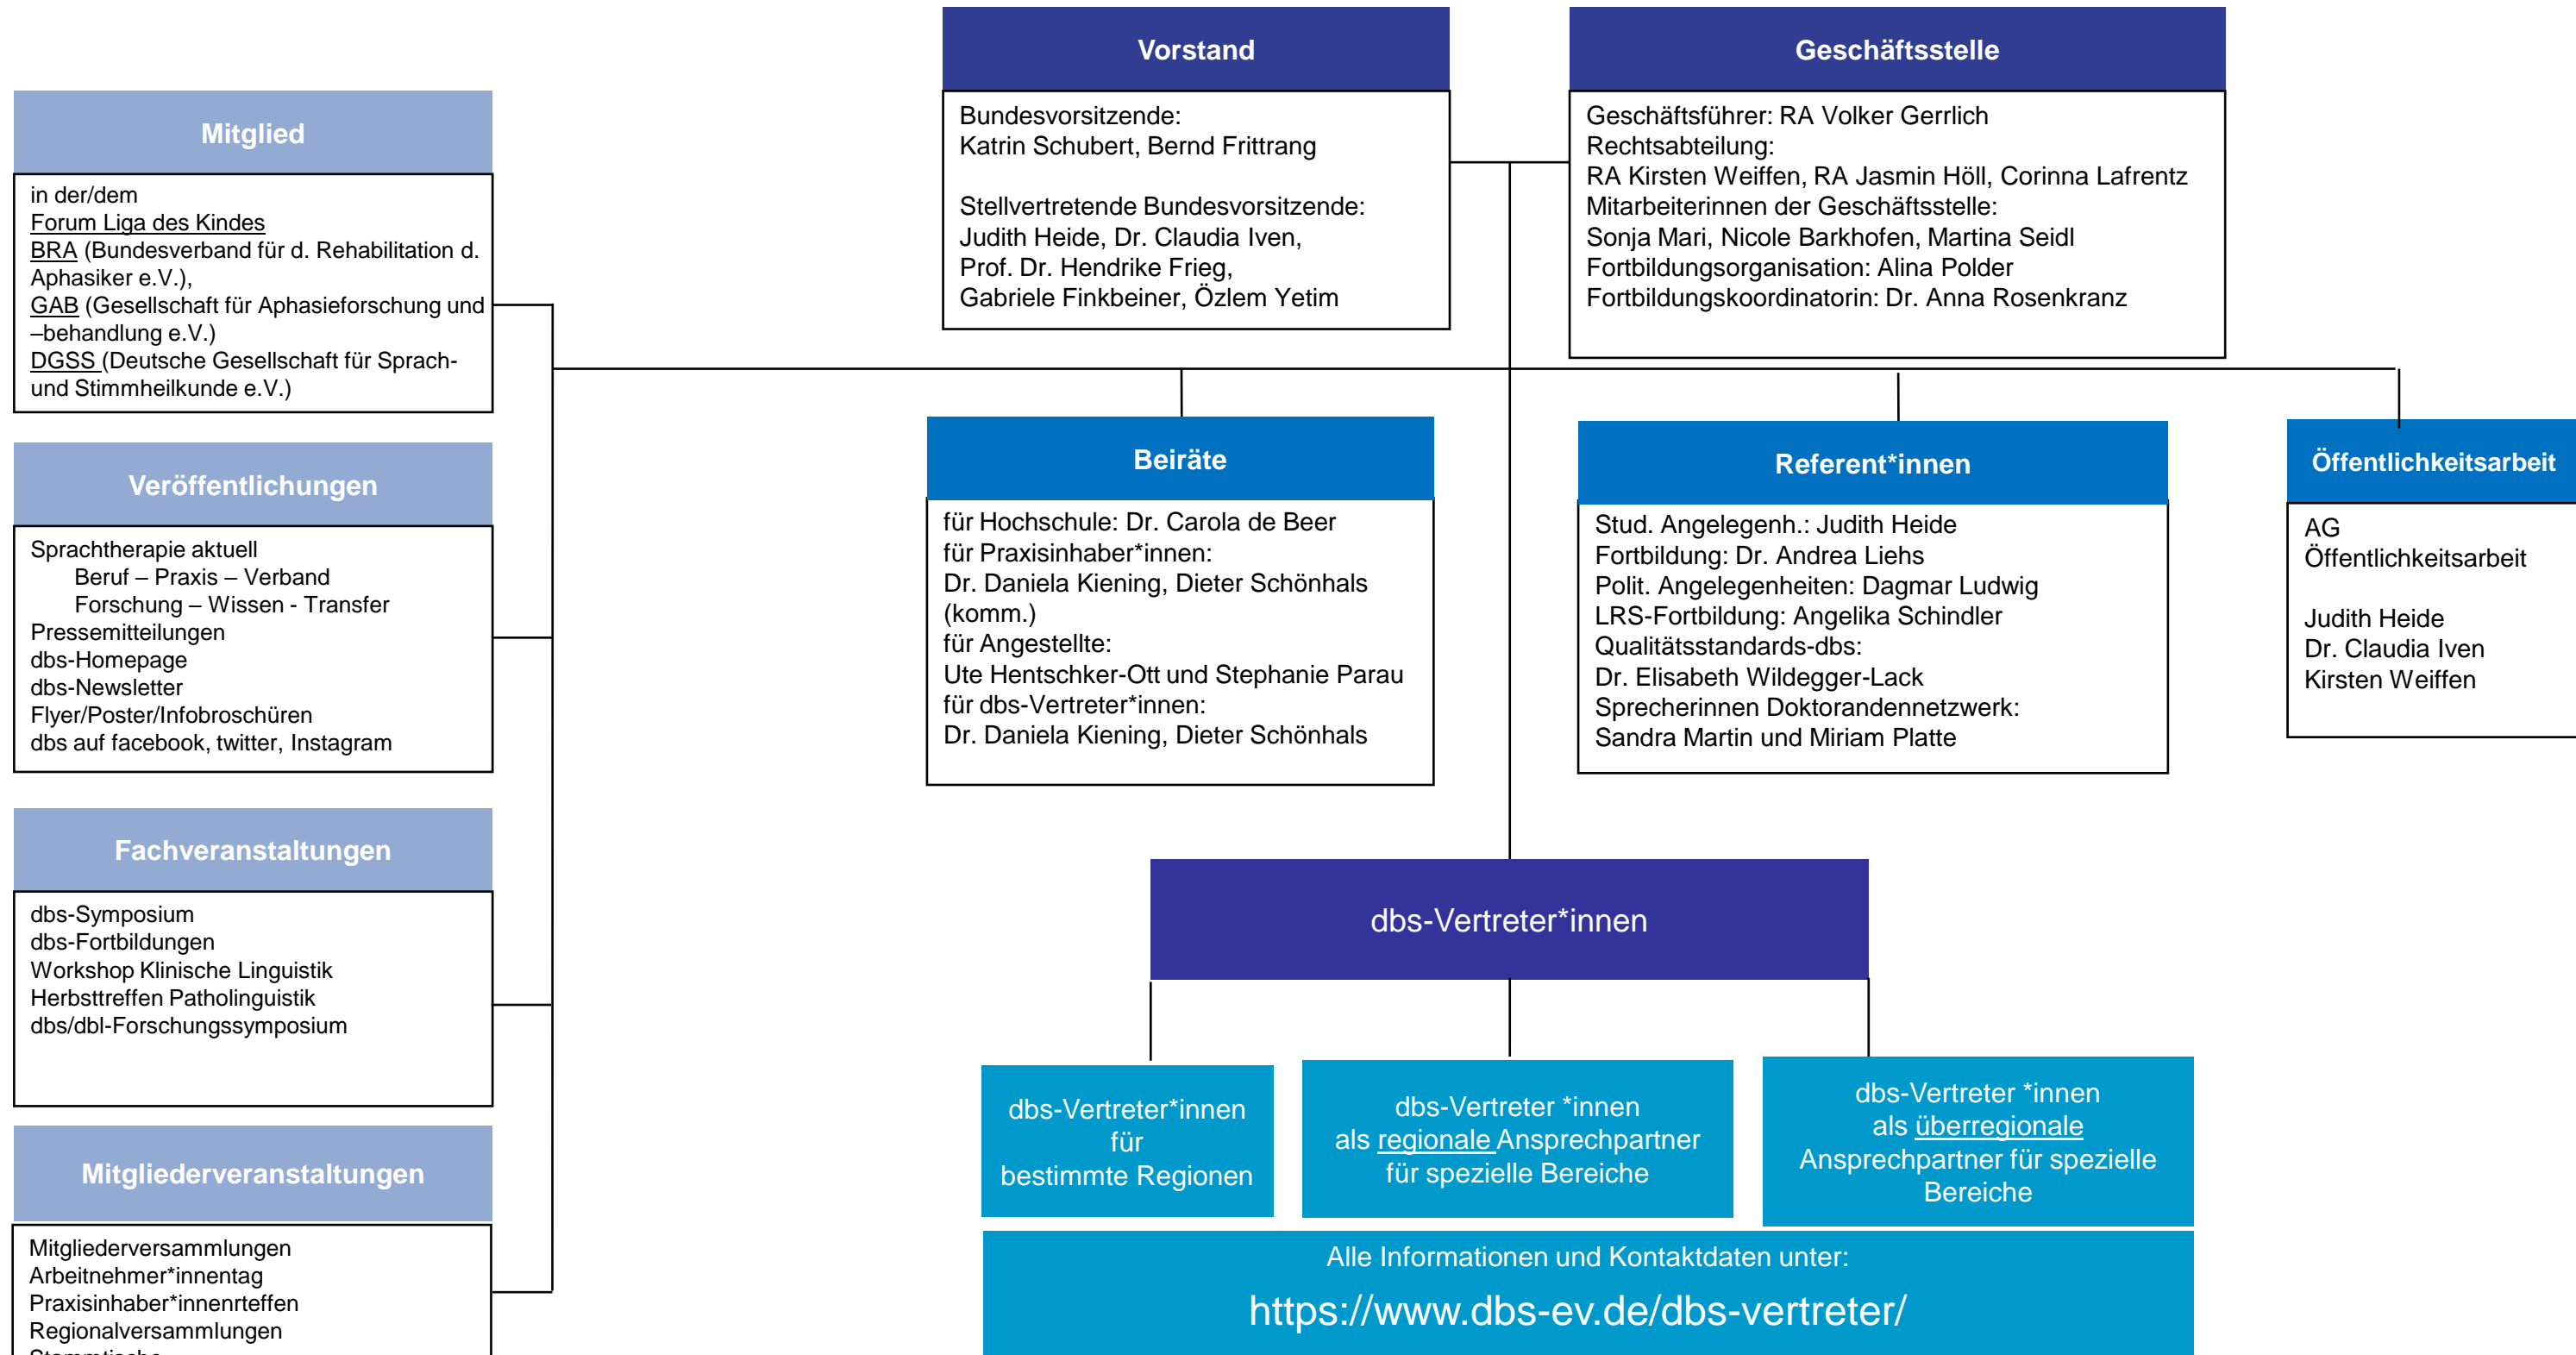 Vorstand
Bundesvorsitzende:
Katrin Schubert, Bernd Frittrang
Stellvertretende Bundesvorsitzende:
Judith Heide, Dr. Claudia Iven,
Prof. Dr. Hendrike Frieg,
Gabriele Finkbeiner, Özlem Yetim
Geschäftsstelle
Geschäftsführer: RA Volker Gerrlich
Rechtsabteilung:
RA Kirsten Weiffen, RA Jasmin Höll, Corinna Lafrentz
Mitarbeiterinnen der Geschäftsstelle:
Sonja Mari, Nicole Barkhofen, Martina Seidl
Fortbildungsorganisation: Alina Polder
Fortbildungskoordinatorin: Dr. Anna Rosenkranz
Mitglied
in der/dem
Forum Liga des Kindes
BRA (Bundesverband für d. Rehabilitation d.
Aphasiker e.V.),
GAB (Gesellschaft für Aphasieforschung und
–behandlung e.V.)
DGSS (Deutsche Gesellschaft für Sprach-
und Stimmheilkunde e.V.)
Veröffentlichungen
Sprachtherapie aktuell
Beruf – Praxis – Verband
Forschung – Wissen - Transfer
Pressemitteilungen
dbs-Homepage
dbs-Newsletter
Flyer/Poster/Infobroschüren
dbs auf facebook, twitter, Instagram
Fachveranstaltungen
dbs-Symposium
dbs-Fortbildungen
Workshop Klinische Linguistik
Herbsttreffen Patholinguistik
dbs/dbl-Forschungssymposium
Mitgliederveranstaltungen
Mitgliederversammlungen
Arbeitnehmer*innentag
Praxisinhaber*innenrteffen
Regionalversammlungen
Beiräte
für Hochschule: Dr. Carola de Beer
für Praxisinhaber*innen:
Dr. Daniela Kiening, Dieter Schönhals
(komm.)
für Angestellte:
Ute Hentschker-Ott und Stephanie Parau
für dbs-Vertreter*innen:
Dr. Daniela Kiening, Dieter Schönhals
Referent*innen
Stud. Angelegenh.: Judith Heide
Fortbildung: Dr. Andrea Liehs
Polit. Angelegenheiten: Dagmar Ludwig
LRS-Fortbildung: Angelika Schindler
Qualitätsstandards-dbs:
Dr. Elisabeth Wildegger-Lack
Sprecherinnen Doktorandennetzwerk:
Sandra Martin und Miriam Platte
Öffentlichkeitsarbeit
AG
Öffentlichkeitsarbeit
Judith Heide
Dr. Claudia Iven
Kirsten Weiffen
dbs-Vertreter*innen
dbs-Vertreter*innen
für
bestimmte Regionen
dbs-Vertreter *innen
als regionale Ansprechpartner
für spezielle Bereiche
dbs-Vertreter *innen
als überregionale
Ansprechpartner für spezielle
Bereiche
Alle Informationen und Kontaktdaten unter:
https://www.dbs-ev.de/dbs-vertreter/